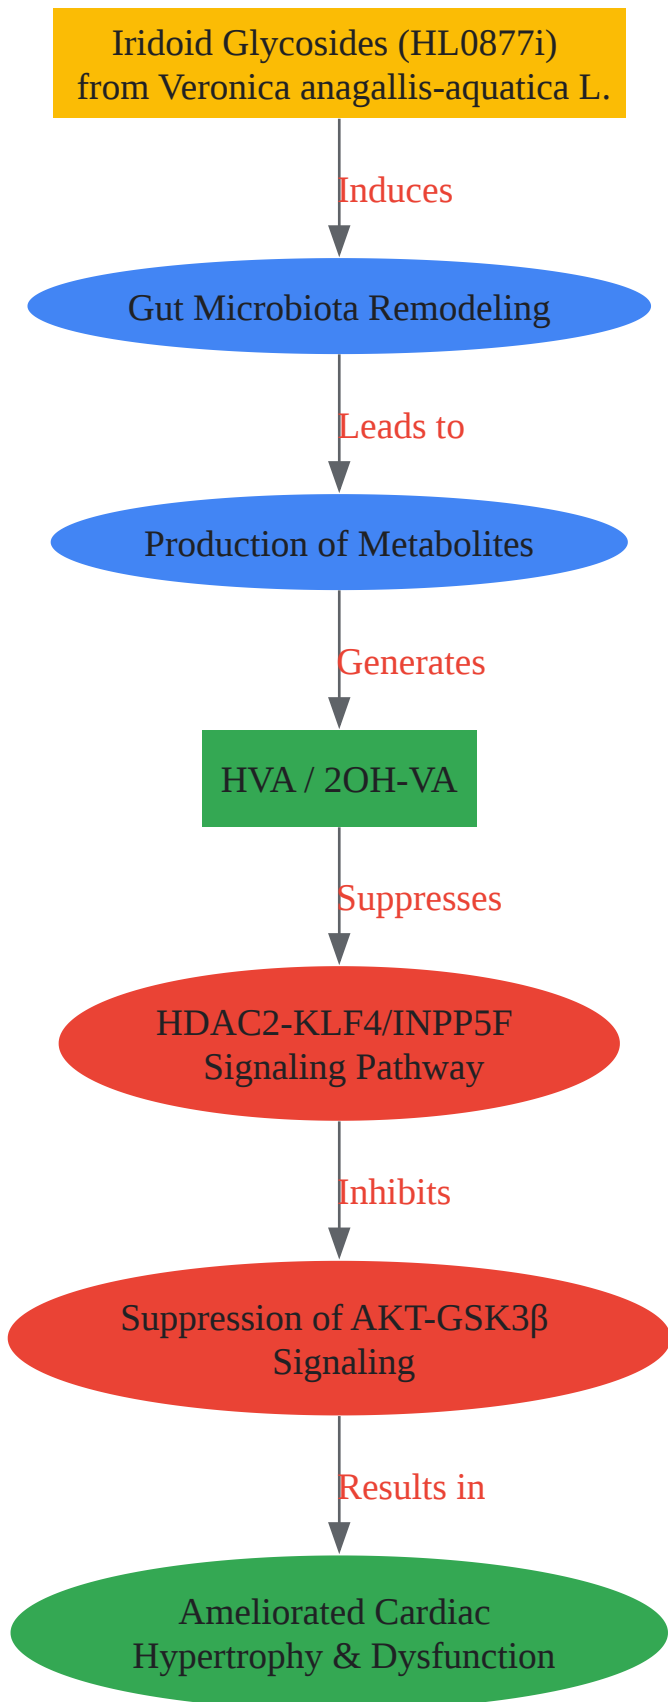 Iridoid Glycosides (HL0877i)
from Veronica anagallis-aquatica L.
Induces
Gut Microbiota Remodeling
Leads to
Production of Metabolites
Generates
HVA / 2OH-VA
Suppresses
HDAC2-KLF4/INPP5F
Signaling Pathway
Inhibits
Suppression of AKT-GSK3β
Signaling
Results in
Ameliorated Cardiac
Hypertrophy & Dysfunction